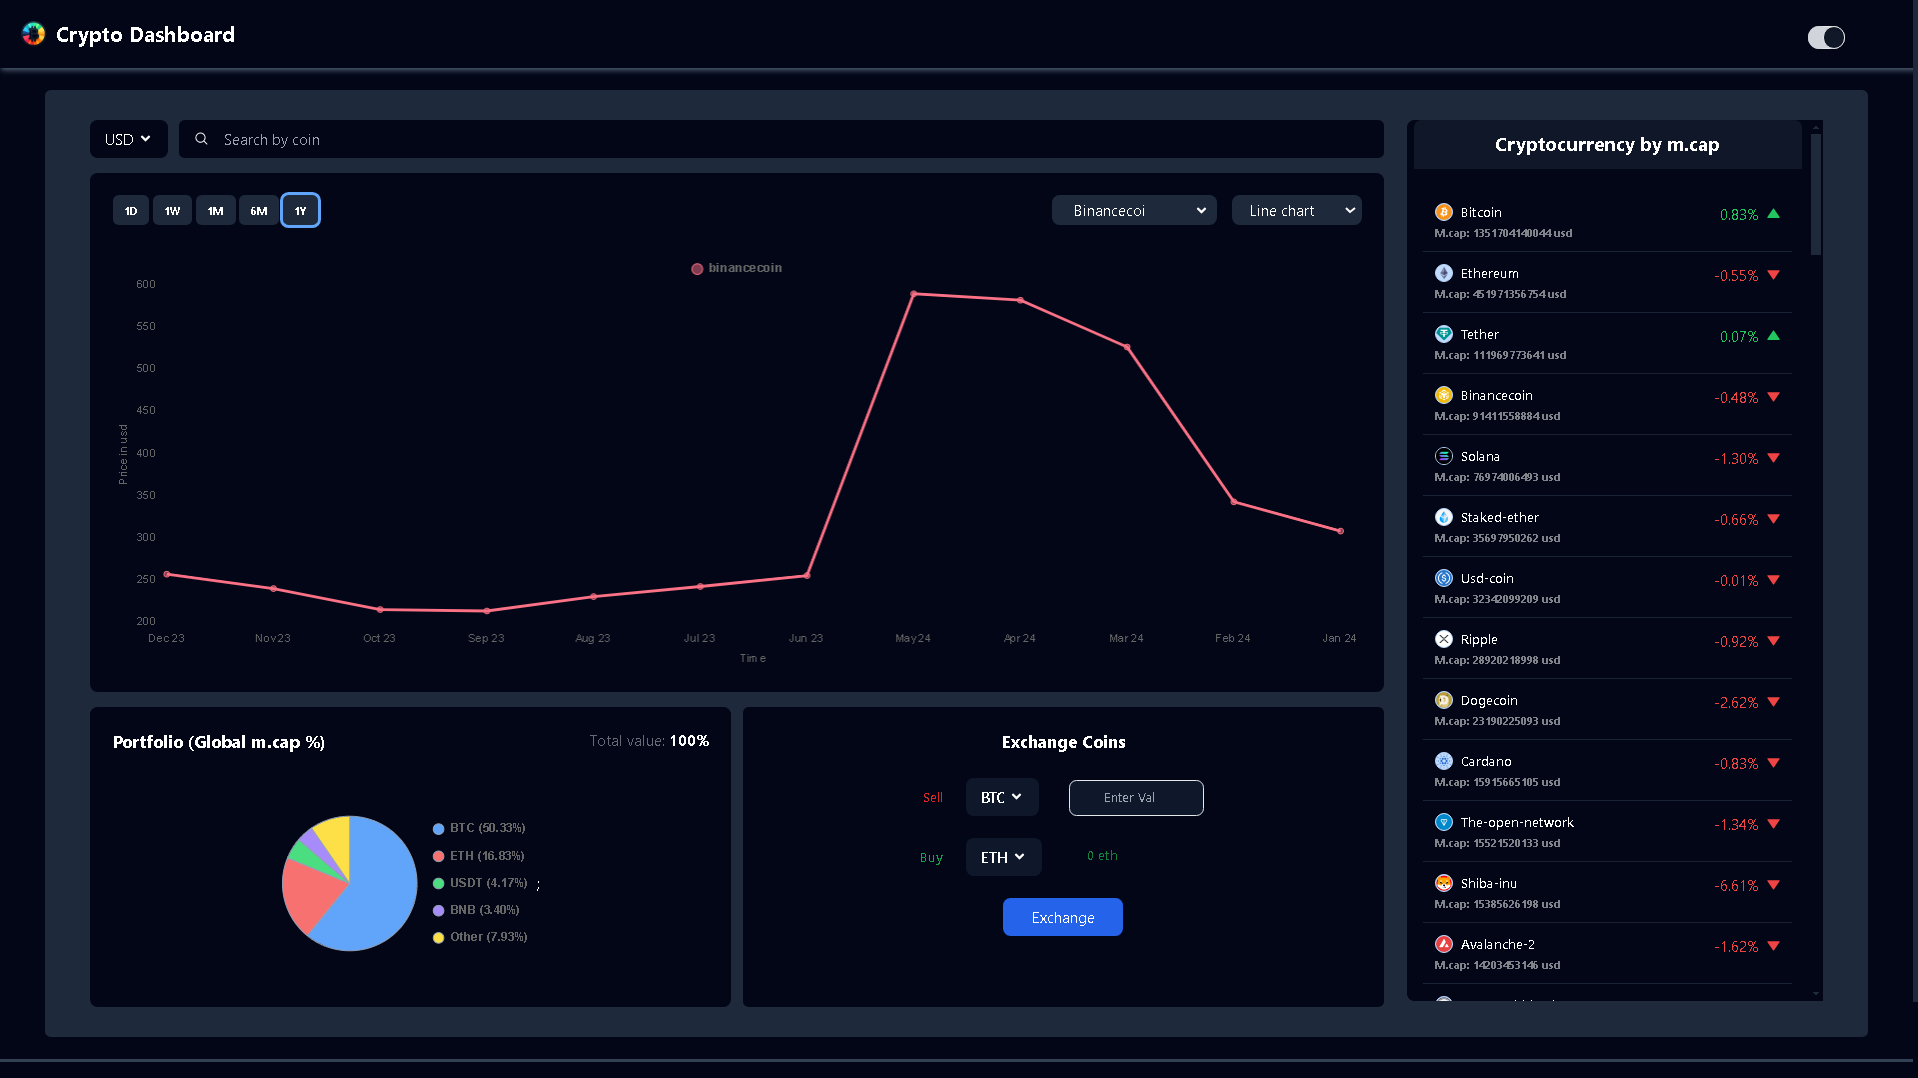 Crypto Dashboard
USD
Search by coin
1D 1W 1M 6M 1Y
Binancecoi
Line chart
binancecoin
600
550
500
450
400
350
300
250
200
Price in usd
Dec 23 Nov 23 Oct 23 Sep 23 Aug 23 Jul 23 Jun 23 May 24 Apr 24 Mar 24 Feb 24 Jan 24
Time
Portfolio (Global m.cap %)
Total value: 100%
BTC (50.33%)
ETH (16.83%)
USDT (4.17%) ;
BNB (3.40%)
Other (7.93%)
Exchange Coins
Sell BTC Enter Val
Buy ETH 0 eth
Exchange
Cryptocurrency by m.cap
Bitcoin 0.83%
M.cap: 1351704140044 usd
Ethereum -0.55%
M.cap: 451971356754 usd
Tether 0.07%
M.cap: 111969773641 usd
Binancecoin -0.48%
M.cap: 91411558884 usd
Solana -1.30%
M.cap: 76974006493 usd
Staked-ether -0.66%
M.cap: 35697950262 usd
Usd-coin -0.01%
M.cap: 32342099209 usd
Ripple -0.92%
M.cap: 28920218998 usd
Dogecoin -2.62%
M.cap: 23190225093 usd
Cardano -0.83%
M.cap: 15915665105 usd
The-open-network -1.34%
M.cap: 15521520133 usd
Shiba-inu -6.61%
M.cap: 15385626198 usd
Avalanche-2 -1.62%
M.cap: 14203453146 usd